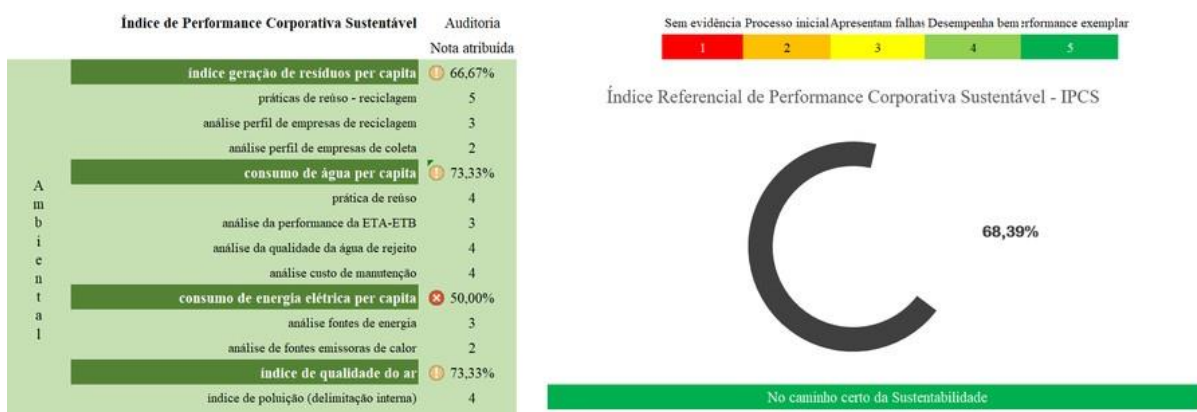 Índice de Performance Corporativa Sustentável Auditoria
Nota atribuída
índice geração de resíduos per capita 66,67%
práticas de reúso - reciclagem 5
análise perfil de empresas de reciclagem 3
análise perfil de empresas de coleta 2
consumo de água per capita 73,33%
prática de reúso 4
análise da performance da ETA-ETB 3
análise da qualidade da água de rejeito 4
análise custo de manutenção 4
consumo de energia elétrica per capita 50,00%
análise fontes de energia 3
análise de fontes emissoras de calor 2
índice de qualidade do ar 73,33%
índice de poluição (delimitação interna) 4
Ambiental
Sem evidência Processo inicial Apresentam falhas Desempenha bem erformance exemplar
1 2 3 4 5
Índice Referencial de Performance Corporativa Sustentável - IPCS
68,39%
No caminho certo da Sustentabilidade